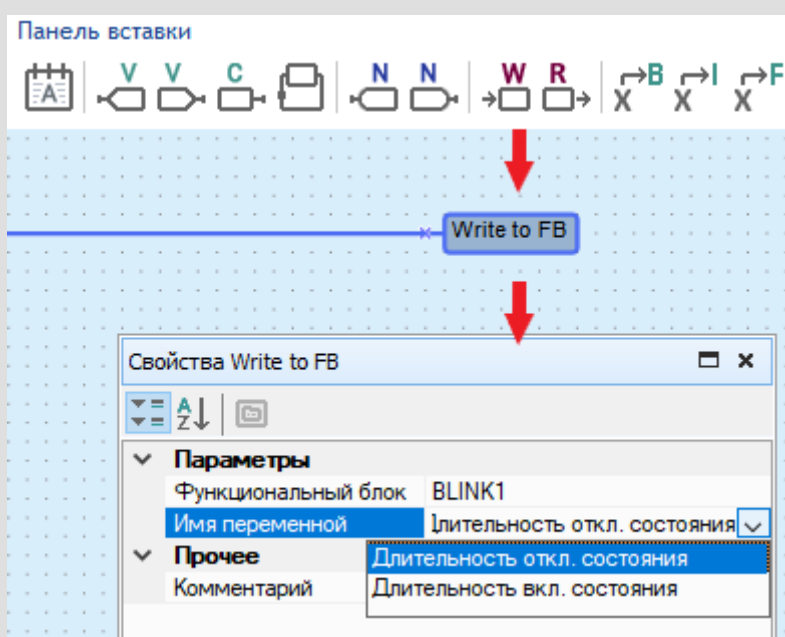 Панель вставки
A V V C N N W R X B X I X F
Write to FB
Свойства Write to FB
A Z
Параметры
Функциональный блок BLINK1
Имя переменной Длительность откл. состояния
Прочее Длительность откл. состояния
Комментарий Длительность вкл. состояния